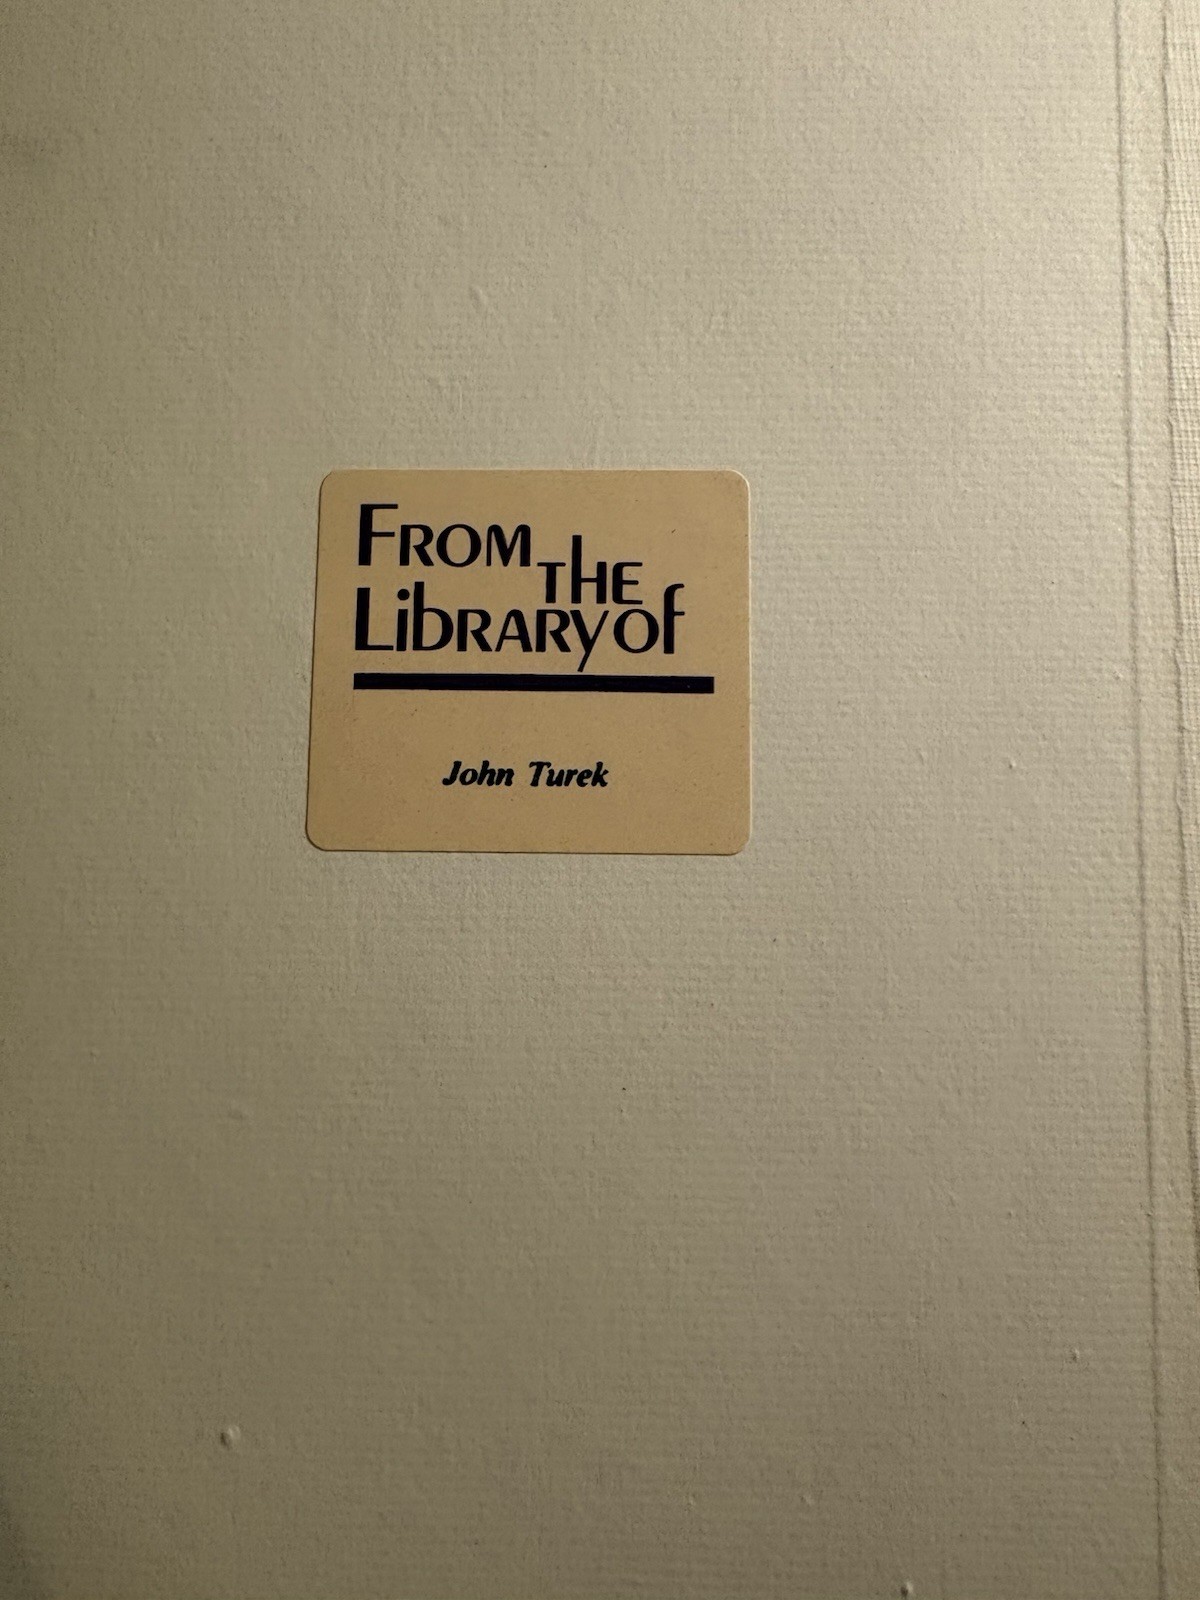 From the
Library of
John Turek